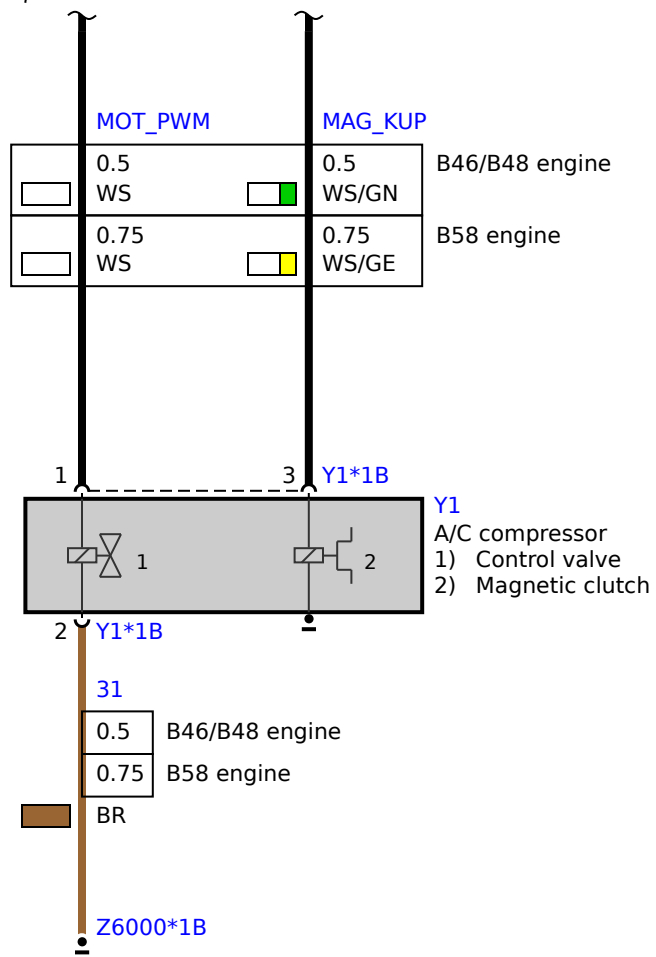 MOT_PWM MAG_KUP
0.5 0.5 B46/B48 engine
WS WS/GN
0.75 0.75 B58 engine
WS WS/GE
1 3 Y1*1B
Y1
A/C compressor
1) Control valve
2) Magnetic clutch
1 2
2 Y1*1B
31
0.5 B46/B48 engine
0.75 B58 engine
BR
Z6000*1B